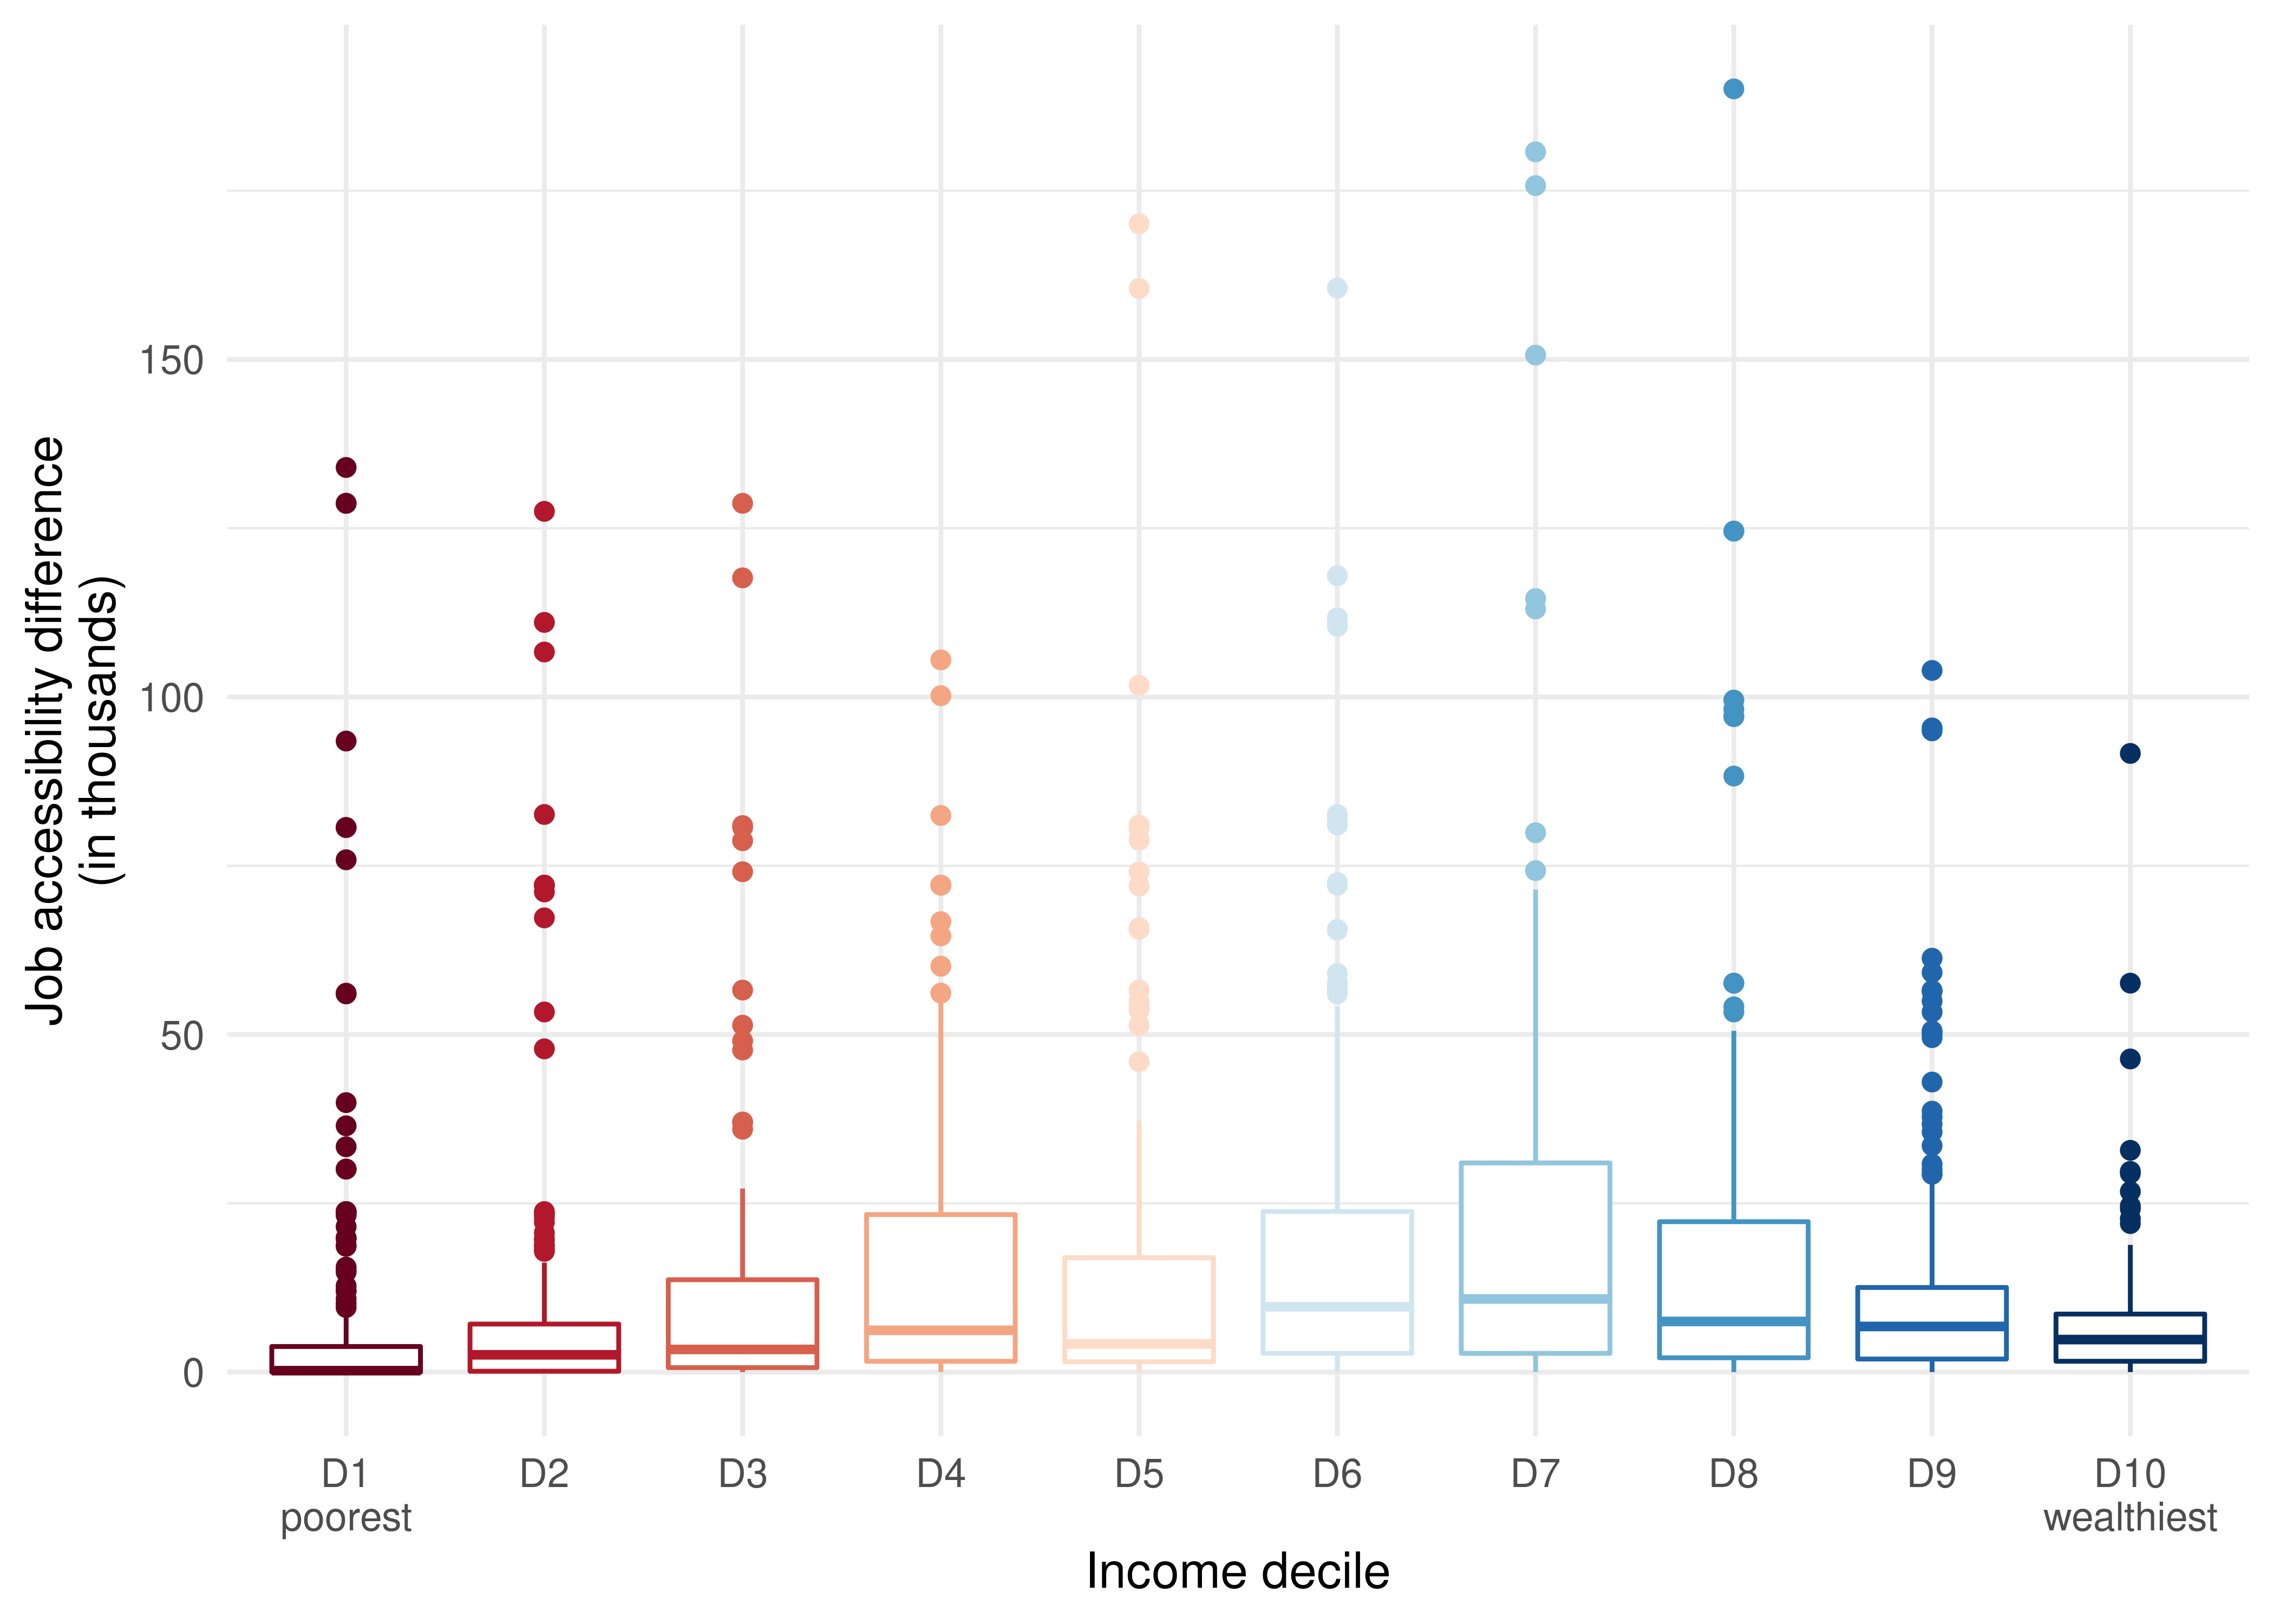 Job accessibility difference
(in thousands)
150
100
50
0
D1
poorest
D2
D3
D4
D5
D6
D7
D8
D9
D10
wealthiest
Income decile